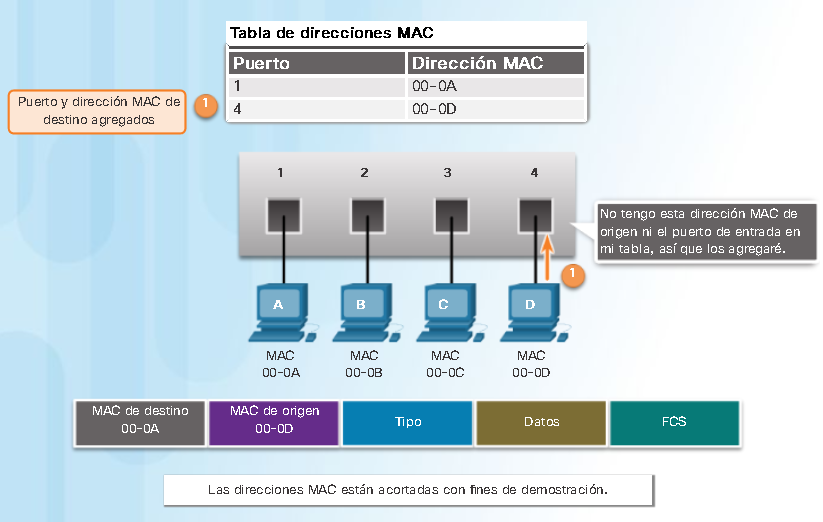 Tabla de direcciones MAC
Puerto Dirección MAC
1 00-0A
4 00-0D
Puerto y dirección MAC de
destino agregados
1
1 2 3 4
No tengo esta dirección MAC de
origen ni el puerto de entrada en
mi tabla, así que los agregaré.
1
A B C D
MAC MAC MAC MAC
00-0A 00-0B 00-0C 00-0D
MAC de destino
00-0A
MAC de origen
00-0D
Tipo
Datos
FCS
Las direcciones MAC están acortadas con fines de demostración.